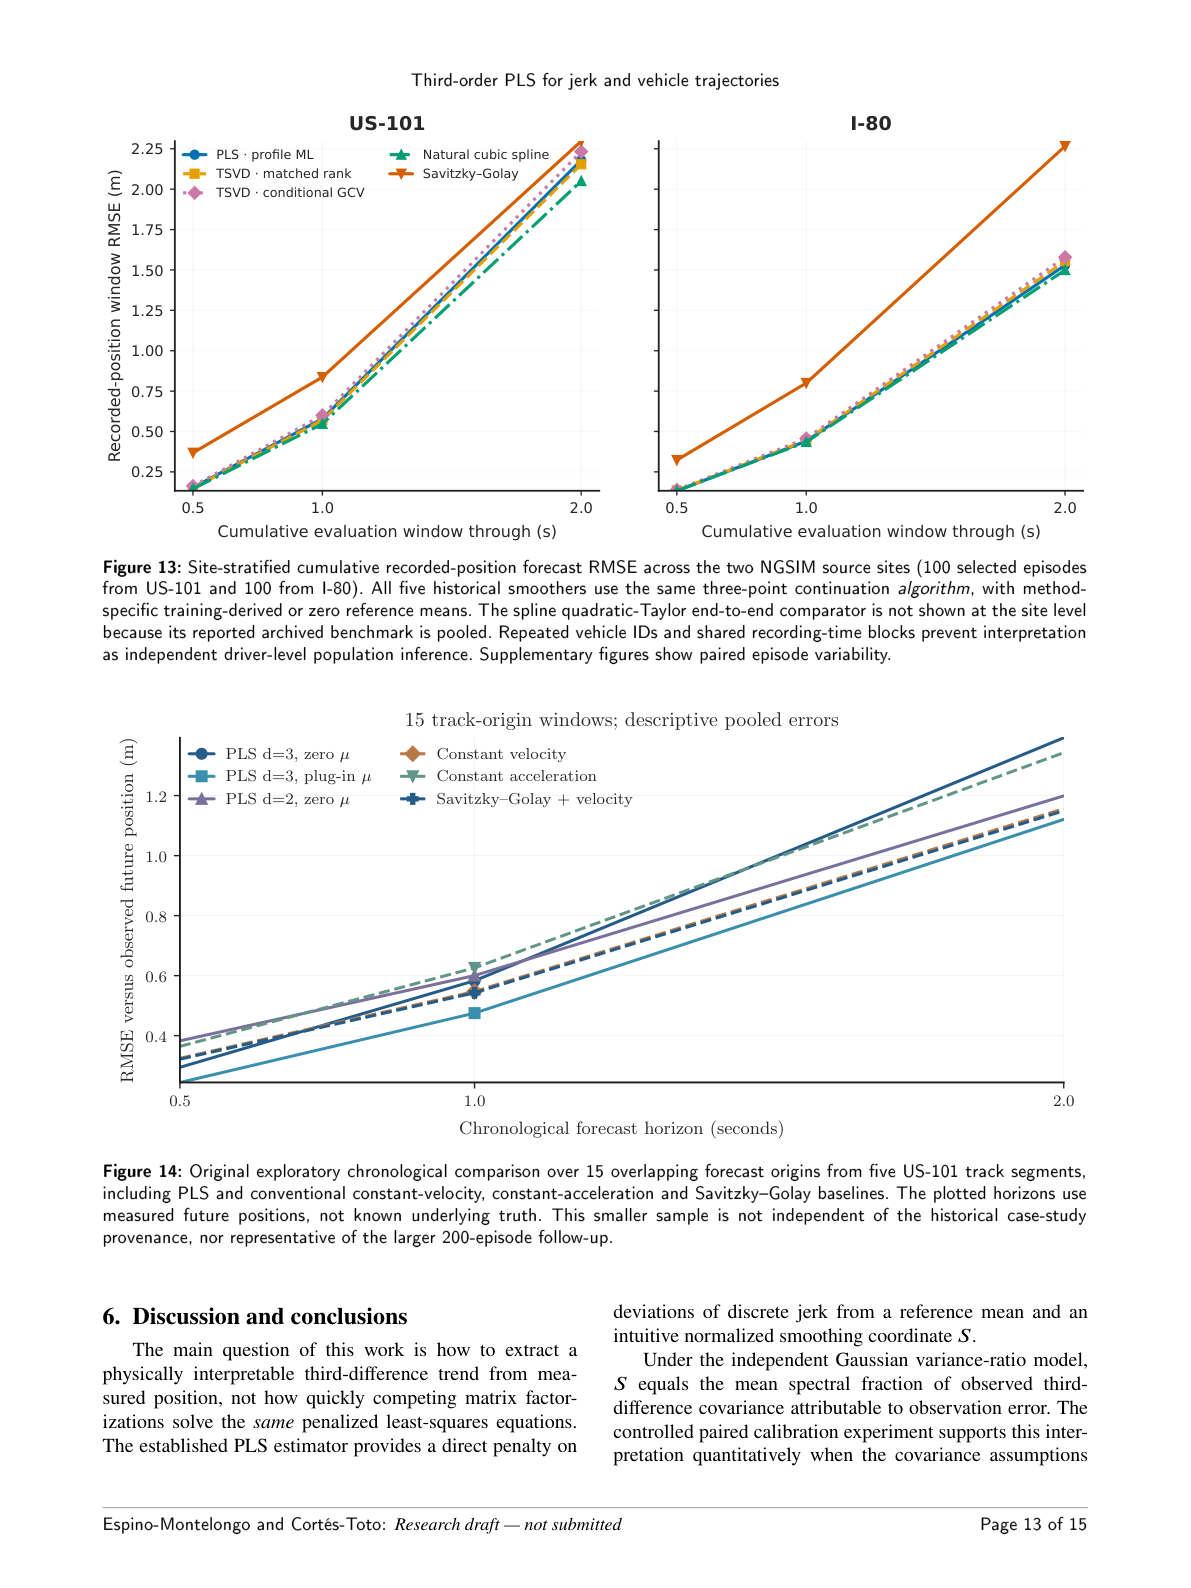 Third-order PLS for jerk and vehicle trajectories
US-101
I-80
Recorded-position window RMSE (m)
2.25
2.00
1.75
1.50
1.25
1.00
0.75
0.50
0.25
PLS · profile ML
TSVD · matched rank
TSVD · conditional GCV
Natural cubic spline
Savitzky–Golay
0.5
1.0
2.0
Cumulative evaluation window through (s)
0.5
1.0
2.0
Cumulative evaluation window through (s)
Figure 13: Site-stratified cumulative recorded-position forecast RMSE across the two NGSIM source sites (100 selected episodes
from US-101 and 100 from I-80). All five historical smoothers use the same three-point continuation algorithm, with method-
specific training-derived or zero reference means. The spline quadratic-Taylor end-to-end comparator is not shown at the site level
because its reported archived benchmark is pooled. Repeated vehicle IDs and shared recording-time blocks prevent interpretation
as independent driver-level population inference. Supplementary figures show paired episode variability.
15 track-origin windows; descriptive pooled errors
RMSE versus observed future position (m)
1.2
1.0
0.8
0.6
0.4
PLS d=3, zero μ
PLS d=3, plug-in μ
PLS d=2, zero μ
Constant velocity
Constant acceleration
Savitzky–Golay + velocity
0.5
1.0
2.0
Chronological forecast horizon (seconds)
Figure 14: Original exploratory chronological comparison over 15 overlapping forecast origins from five US-101 track segments,
including PLS and conventional constant-velocity, constant-acceleration and Savitzky–Golay baselines. The plotted horizons use
measured future positions, not known underlying truth. This smaller sample is not independent of the historical case-study
provenance, nor representative of the larger 200-episode follow-up.
6. Discussion and conclusions
The main question of this work is how to extract a
physically interpretable third-difference trend from mea-
sured position, not how quickly competing matrix factor-
izations solve the same penalized least-squares equations.
The established PLS estimator provides a direct penalty on
deviations of discrete jerk from a reference mean and an
intuitive normalized smoothing coordinate S.
Under the independent Gaussian variance-ratio model,
S equals the mean spectral fraction of observed third-
difference covariance attributable to observation error. The
controlled paired calibration experiment supports this inter-
pretation quantitatively when the covariance assumptions
Espino-Montelongo and Cortés-Toto: Research draft — not submitted
Page 13 of 15